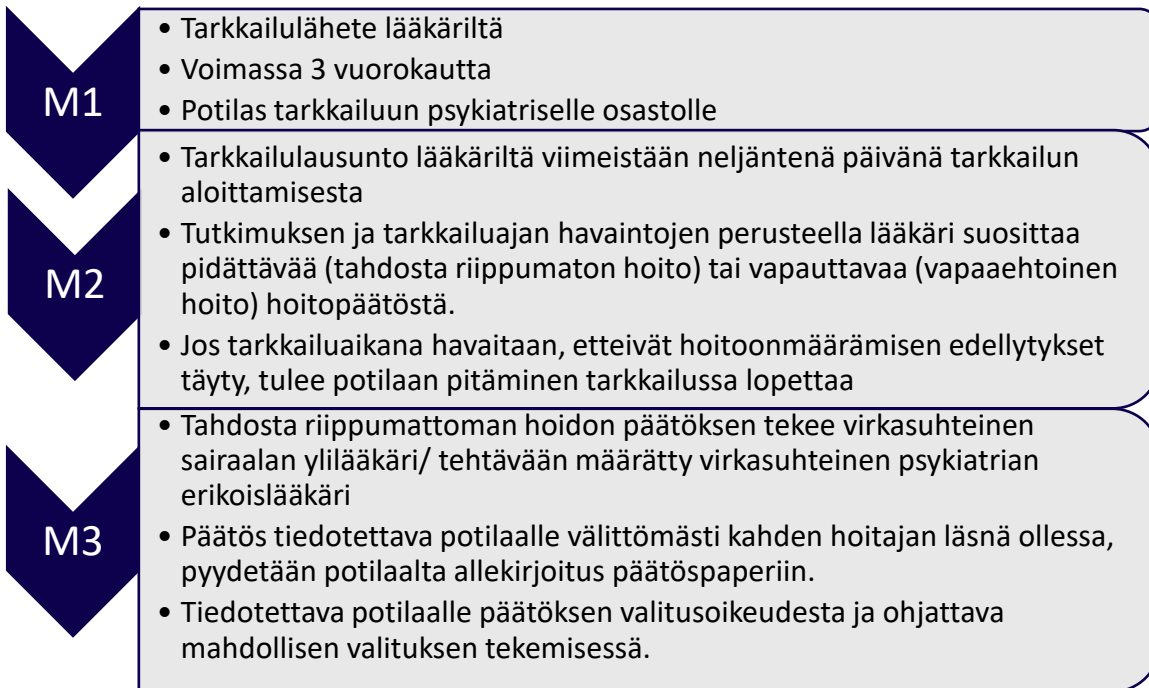 M1
• Tarkkailulähete lääkäriltä
• Voimassa 3 vuorokautta
• Potilas tarkkailuun psykiatriselle osastolle
M2
• Tarkkailulausunto lääkäriltä viimeistään neljäntenä päivänä tarkkailun
aloittamisesta
• Tutkimuksen ja tarkkailuajan havaintojen perusteella lääkäri suosittaa
pidättävää (tahdosta riippumaton hoito) tai vapauttavaa (vapaaehtoinen
hoito) hoitopäätöstä.
• Jos tarkkailuaikana havaitaan, etteivät hoitoonmääräämisen edellytykset
täyty, tulee potilaan pitäminen tarkkailussa lopettaa
M3
• Tahdosta riippumattoman hoidon päätöksen tekee virkasuhteinen
sairaalan ylilääkäri/ tehtävään määrätty virkasuhteinen psykiatrian
erikoislääkäri
• Päätös tiedotettava potilaalle välittömästi kahden hoitajan läsnä ollessa,
pyydetään potilaalta allekirjoitus päätöspaperiin.
• Tiedotettava potilaalle päätöksen valitusoikeudesta ja ohjattava
mahdollisen valituksen tekemisessä.